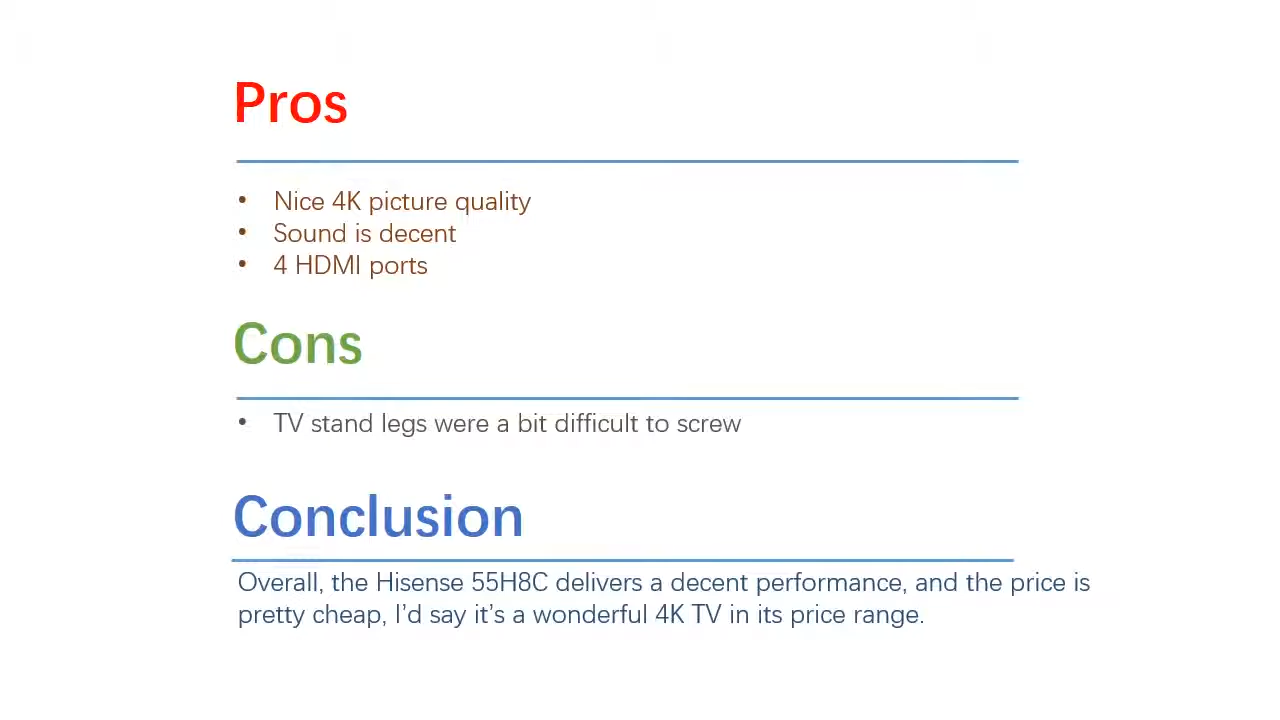 Pros
• Nice 4K picture quality
• Sound is decent
• 4 HDMI ports
Cons
• TV stand legs were a bit difficult to screw
Conclusion
Overall, the Hisense 55H8C delivers a decent performance, and the price is
pretty cheap, I’d say it’s a wonderful 4K TV in its price range.